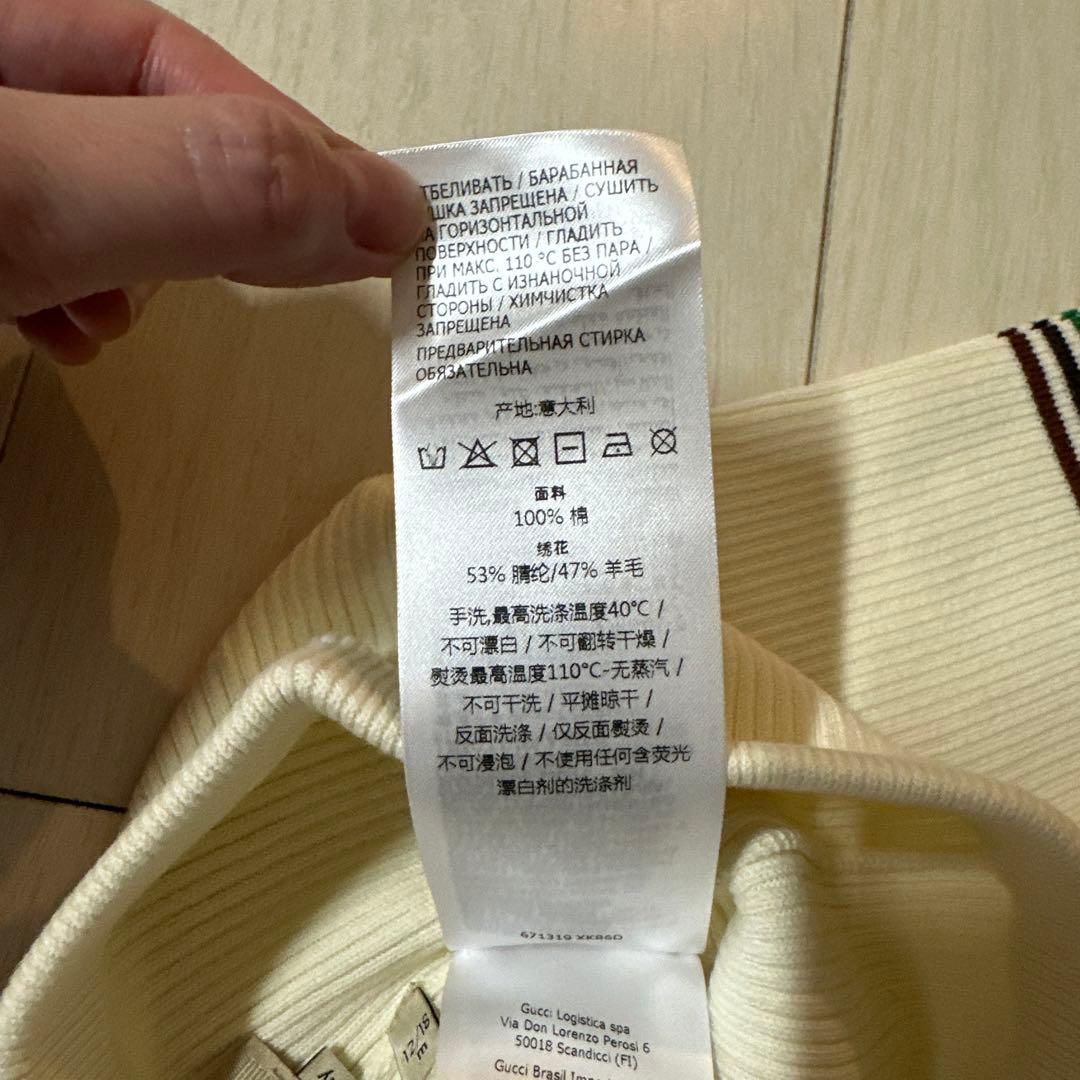 ТБЕЛИВАТЬ / БАРАБАННАЯ
УШКА ЗАПРЕЩЕНА / СУШИТЬ
А ГОРИЗОНТАЛЬНОЙ
ПОВЕРХНОСТИ / ГЛАДИТЬ
ПРИ МАКС. 110 °C БЕЗ ПАРА /
ГЛАДИТЬ С ИЗНАНОЧНОЙ
СТОРОНЫ / ХИМЧИСТКА
ЗАПРЕЩЕНА
ПРЕДВАРИТЕЛЬНАЯ СТИРКА
ОБЯЗАТЕЛЬНА
产地:意大利
面料
100% 棉
绣花
53% 腈纶/47% 羊毛
手洗,最高洗涤温度40°C /
不可漂白 / 不可翻转干燥 /
熨烫最高温度110°C-无蒸汽 /
不可干洗 / 平摊晾干 /
反面洗涤 / 仅反面熨烫 /
不可浸泡 / 不使用任何含荧光
漂白剂的洗涤剂
671319 XKB6D
Gucci Logistica spa
Via Don Lorenzo Perosi 6
50018 Scandicci (FI)
Gucci Brasil
12/18